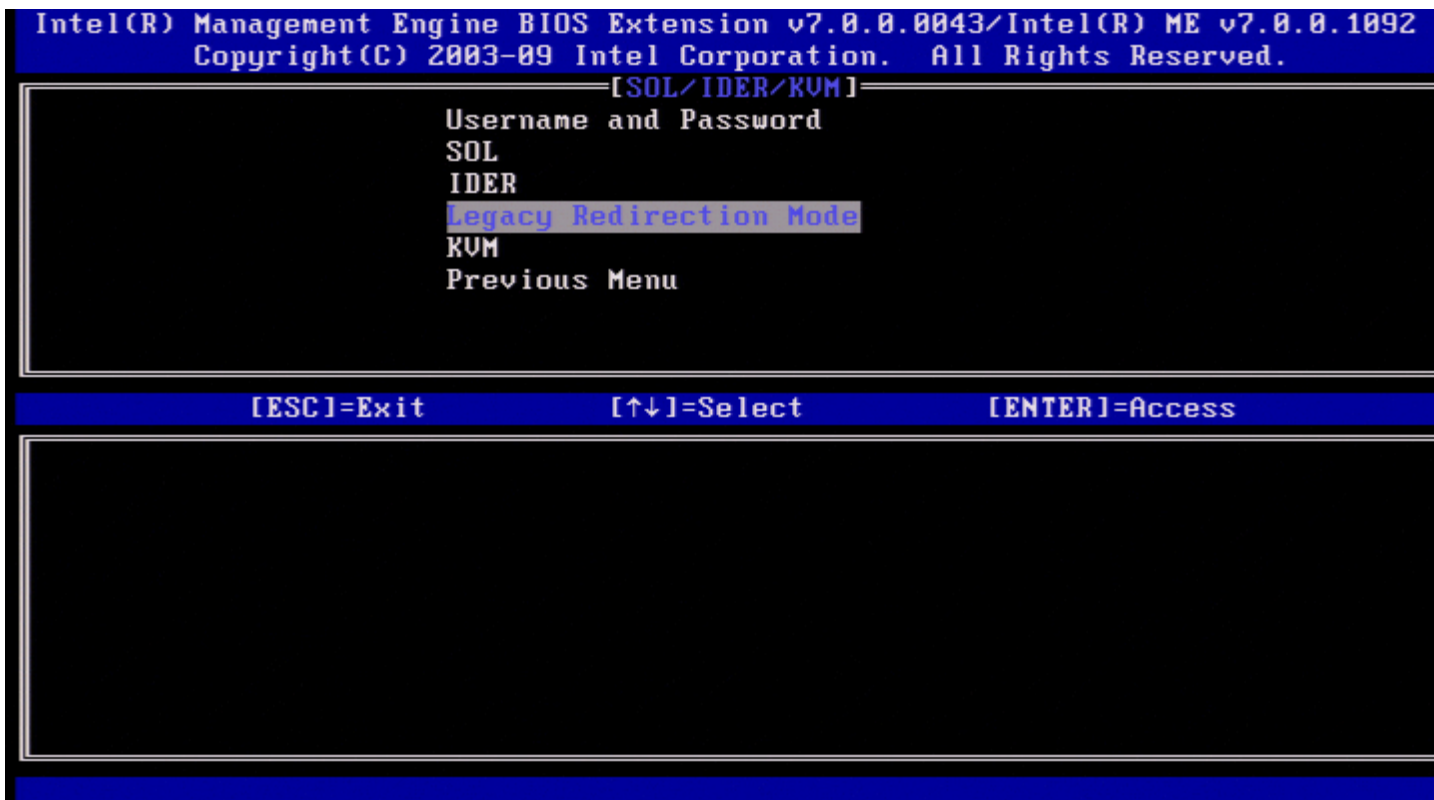 Intel(R) Management Engine BIOS Extension v7.0.0.0043/Intel(R) ME v7.0.0.1092
Copyright(C) 2003-09 Intel Corporation. All Rights Reserved.
[SOL/IDER/KVM]
Username and Password
SOL
IDER
Legacy Redirection Mode
KVM
Previous Menu
[ESC]=Exit [↑↓]=Select [ENTER]=Access